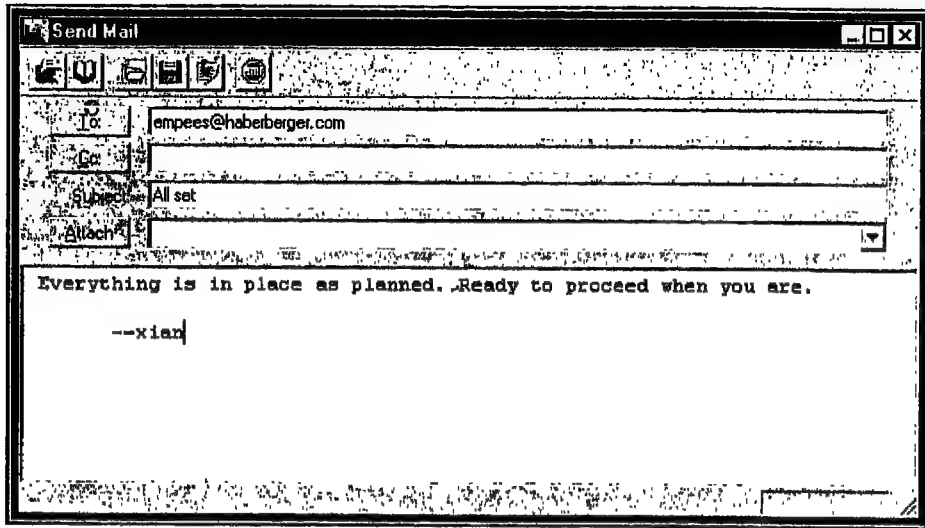 Send Mail
To
empees@haberberger.com
Cc
Subject
All set
Attach
Everything is in place as planned. Ready to proceed when you are.
--xian